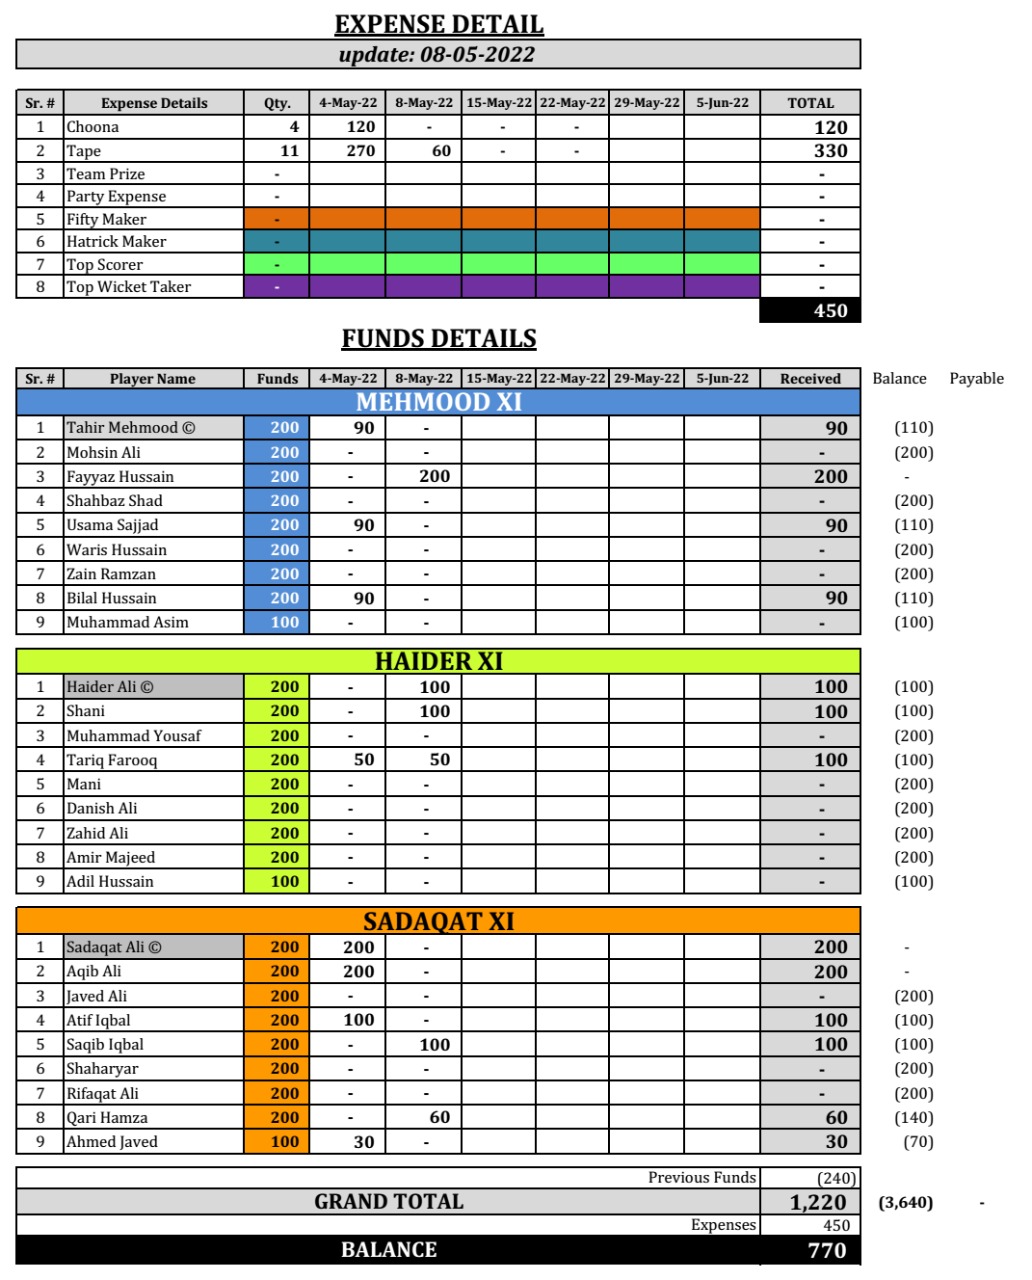 EXPENSE DETAIL
update: 08-05-2022
Sr. # Expense Details Qty. 4-May-22 8-May-22 15-May-22 22-May-22 29-May-22 5-Jun-22 TOTAL
1 Choona 4 120 - - - 120
2 Tape 11 270 60 - - 330
3 Team Prize - -
4 Party Expense - -
5 Fifty Maker - -
6 Hatrick Maker - -
7 Top Scorer - -
8 Top Wicket Taker - -
450
FUNDS DETAILS
Sr. # Player Name Funds 4-May-22 8-May-22 15-May-22 22-May-22 29-May-22 5-Jun-22 Received Balance Payable
MEHMOOD XI
1 Tahir Mehmood © 200 90 - 90 (110)
2 Mohsin Ali 200 - - - (200)
3 Fayyaz Hussain 200 - 200 200 -
4 Shahbaz Shad 200 - - - (200)
5 Usama Sajjad 200 90 - 90 (110)
6 Waris Hussain 200 - - - (200)
7 Zain Ramzan 200 - - - (200)
8 Bilal Hussain 200 90 - 90 (110)
9 Muhammad Asim 100 - - - (100)
HAIDER XI
1 Haider Ali © 200 - 100 100 (100)
2 Shani 200 - 100 100 (100)
3 Muhammad Yousaf 200 - - - (200)
4 Tariq Farooq 200 50 50 100 (100)
5 Mani 200 - - - (200)
6 Danish Ali 200 - - - (200)
7 Zahid Ali 200 - - - (200)
8 Amir Majeed 200 - - - (200)
9 Adil Hussain 100 - - - (100)
SADAQAT XI
1 Sadaqat Ali © 200 200 - 200 -
2 Aqib Ali 200 200 - 200 -
3 Javed Ali 200 - - - (200)
4 Atif Iqbal 200 100 - 100 (100)
5 Saqib Iqbal 200 - 100 100 (100)
6 Shaharyar 200 - - - (200)
7 Rifaqat Ali 200 - - - (200)
8 Qari Hamza 200 - 60 60 (140)
9 Ahmed Javed 100 30 - 30 (70)
Previous Funds (240)
GRAND TOTAL 1,220 (3,640) -
Expenses 450
BALANCE 770